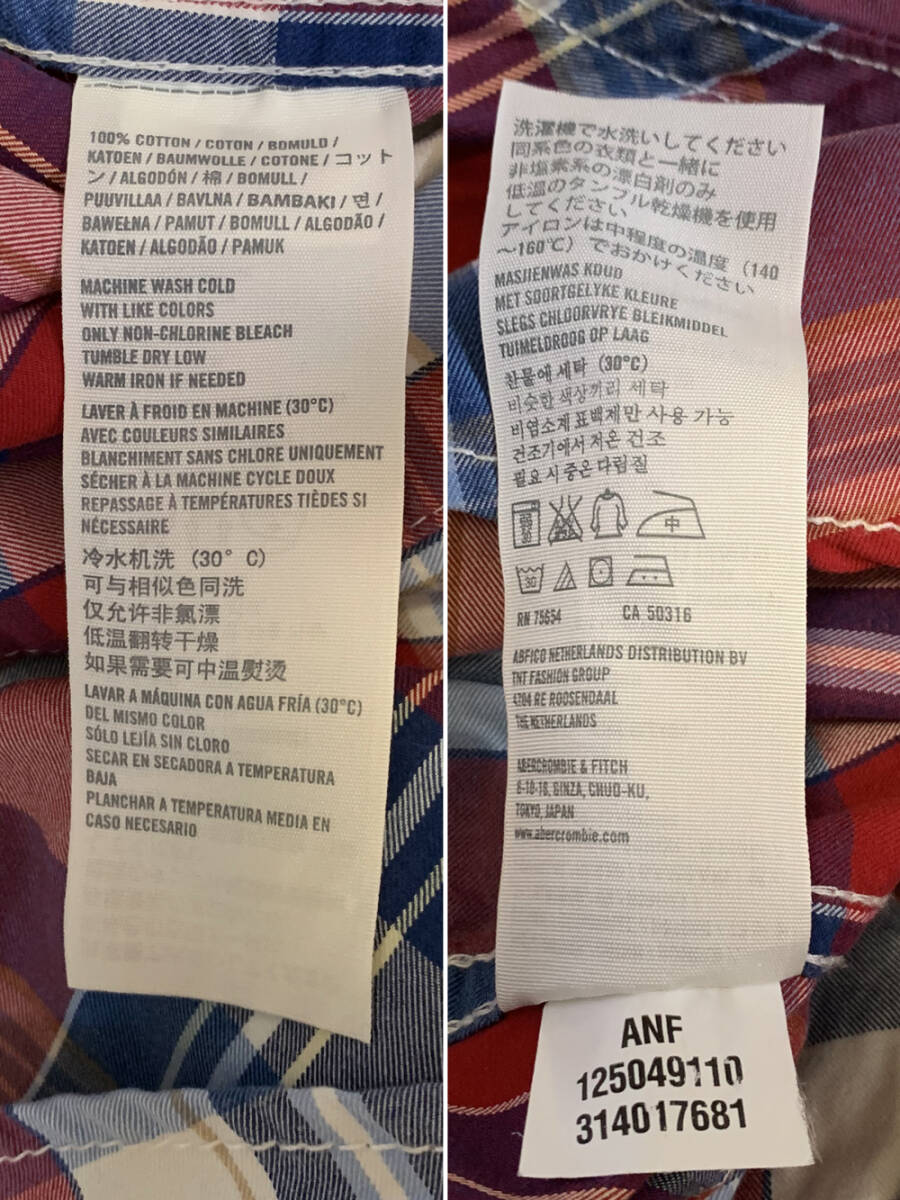 100% COTTON / COTON / BOMULD /
KATOEN / BAUMWOLLE / COTONE / コット
ン / ALGODÓN / 棉 / BOMULL /
PUUVILLAA / BAVLNA / BAMBAKI / 면 /
BAWEŁNA / PAMUT / BOMULL / ALGODÃO /
KATOEN / ALGODÃO / PAMUK
MACHINE WASH COLD
WITH LIKE COLORS
ONLY NON-CHLORINE BLEACH
TUMBLE DRY LOW
WARM IRON IF NEEDED
LAVER À FROID EN MACHINE (30°C)
AVEC COULEURS SIMILAIRES
BLANCHIMENT SANS CHLORE UNIQUEMENT
SÉCHER À LA MACHINE CYCLE DOUX
REPASSAGE À TEMPÉRATURES TIÈDES SI
NÉCESSAIRE
冷水机洗 (30° C)
可与相似色同洗
仅允许非氯漂
低温翻转干燥
如果需要可中温熨烫
LAVAR A MÁQUINA CON AGUA FRÍA (30°C)
DEL MISMO COLOR
SÓLO LEJÍA SIN CLORO
SECAR EN SECADORA A TEMPERATURA
BAJA
PLANCHAR A TEMPERATURA MEDIA EN
CASO NECESARIO
洗濯機で水洗いしてください
同系色の衣類と一緒に
非塩素系の漂白剤のみ
低温のタンブル乾燥機を使用
してください
アイロンは中程度の温度 (140
～160℃) でおかけください
MASJIENWAS KOUD
MET SOORTGELYKE KLEURE
SLEGS CHLOORVRYE BLEIKMIDDEL
TUIMELDROOG OP LAAG
찬물에 세탁 (30°C)
비슷한 색상끼리 세탁
비염소계 표백제만 사용 가능
건조기에서 저온 건조
필요 시 중온 다림질
中
30
RN 75654 CA 50316
ABFICO NETHERLANDS DISTRIBUTION BV
TNT FASHION GROUP
4704 RE ROOSENDAAL
THE NETHERLANDS
ABERCROMBIE & FITCH
6-10-16, GINZA, CHUO-KU,
TOKYO, JAPAN
www.abercrombie.com
ANF
125049110
314017681